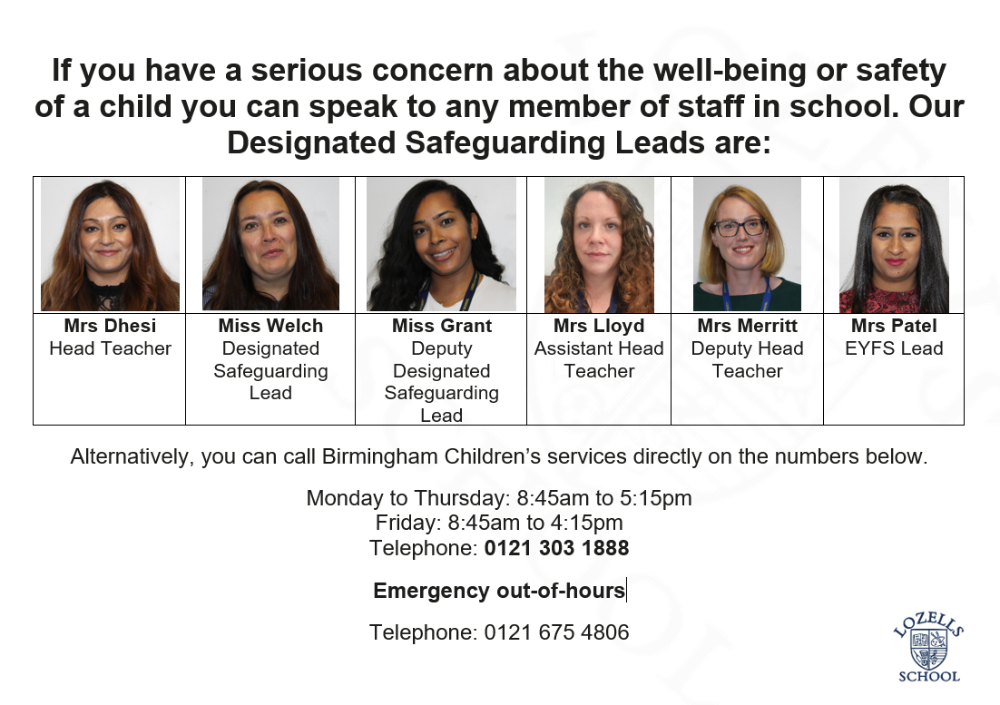 If you have a serious concern about the well-being or safety
of a child you can speak to any member of staff in school. Our
Designated Safeguarding Leads are:
Mrs Dhesi
Head Teacher
Miss Welch
Designated
Safeguarding
Lead
Miss Grant
Deputy
Designated
Safeguarding
Lead
Mrs Lloyd
Assistant Head
Teacher
Mrs Merritt
Deputy Head
Teacher
Mrs Patel
EYFS Lead
Alternatively, you can call Birmingham Children’s services directly on the numbers below.
Monday to Thursday: 8:45am to 5:15pm
Friday: 8:45am to 4:15pm
Telephone: 0121 303 1888
Emergency out-of-hours
Telephone: 0121 675 4806
LOZELLS
SCHOOL